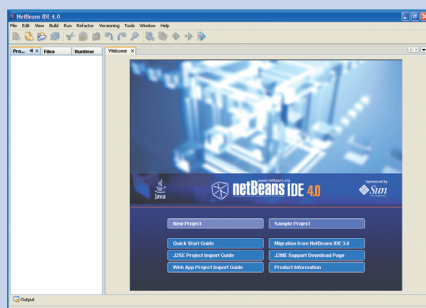 NetBeans IDE 4.0
File Edit View Build Run Refactor Versioning Tools Window Help
Pro... Files Runtime Welcome x
www.netbeans.org
Java
netBeans IDE 4.0
Sponsored by
Sun
New Project Sample Project
Quick Start Guide Migration from NetBeans 3.6
J2SE Project Import Guide J2ME Support Download Page
Web App Project Import Guide Product Information
Output